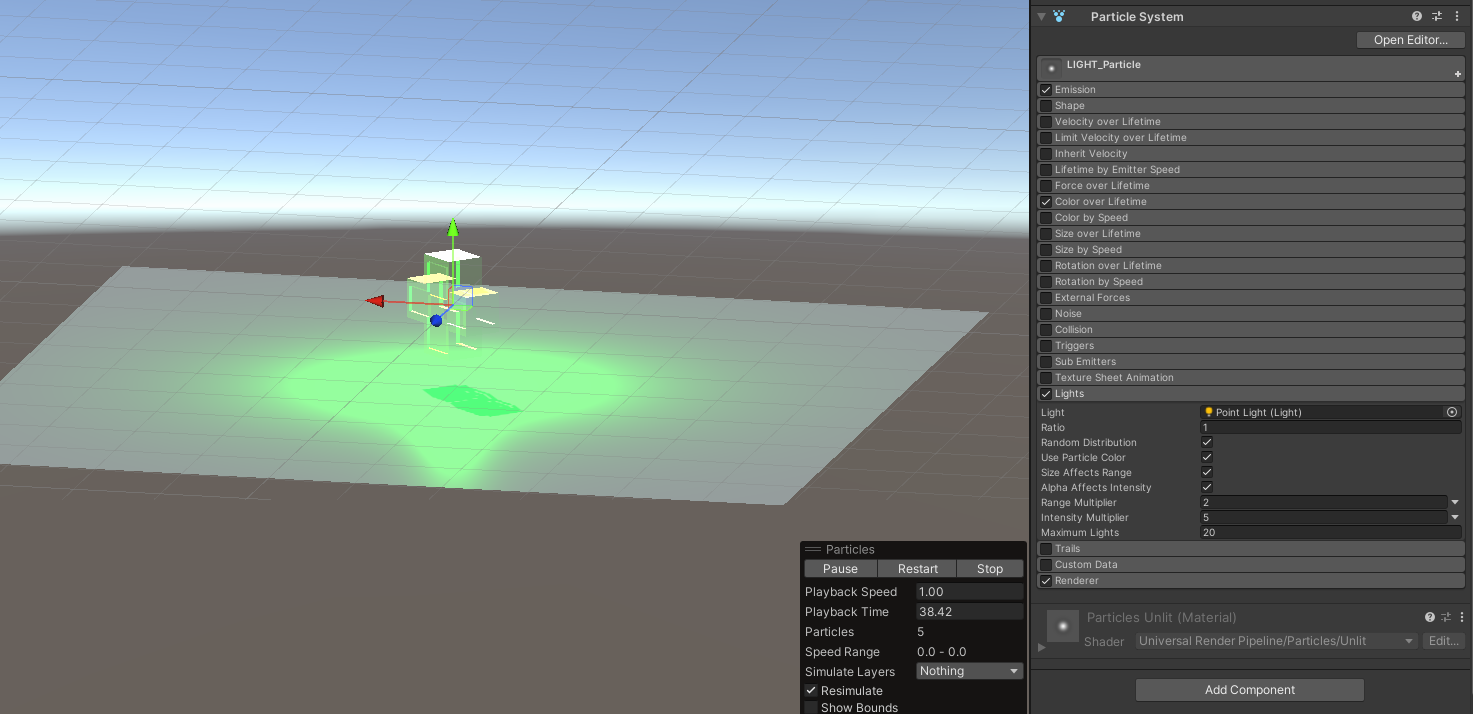 Particle System
Open Editor...
LIGHT_Particle
Emission
Shape
Velocity over Lifetime
Limit Velocity over Lifetime
Inherit Velocity
Lifetime by Emitter Speed
Force over Lifetime
Color over Lifetime
Color by Speed
Size over Lifetime
Size by Speed
Rotation over Lifetime
Rotation by Speed
External Forces
Noise
Collision
Triggers
Sub Emitters
Texture Sheet Animation
Lights
Light Point Light (Light)
Ratio 1
Random Distribution
Use Particle Color
Size Affects Range
Alpha Affects Intensity
Range Multiplier 2
Intensity Multiplier 5
Maximum Lights 20
Trails
Custom Data
Renderer
Particles Unlit (Material)
Shader Universal Render Pipeline/Particles/Unlit Edit...
Add Component
Particles
Pause Restart Stop
Playback Speed 1.00
Playback Time 38.42
Particles 5
Speed Range 0.0 - 0.0
Simulate Layers Nothing
Resimulate
Show Bounds